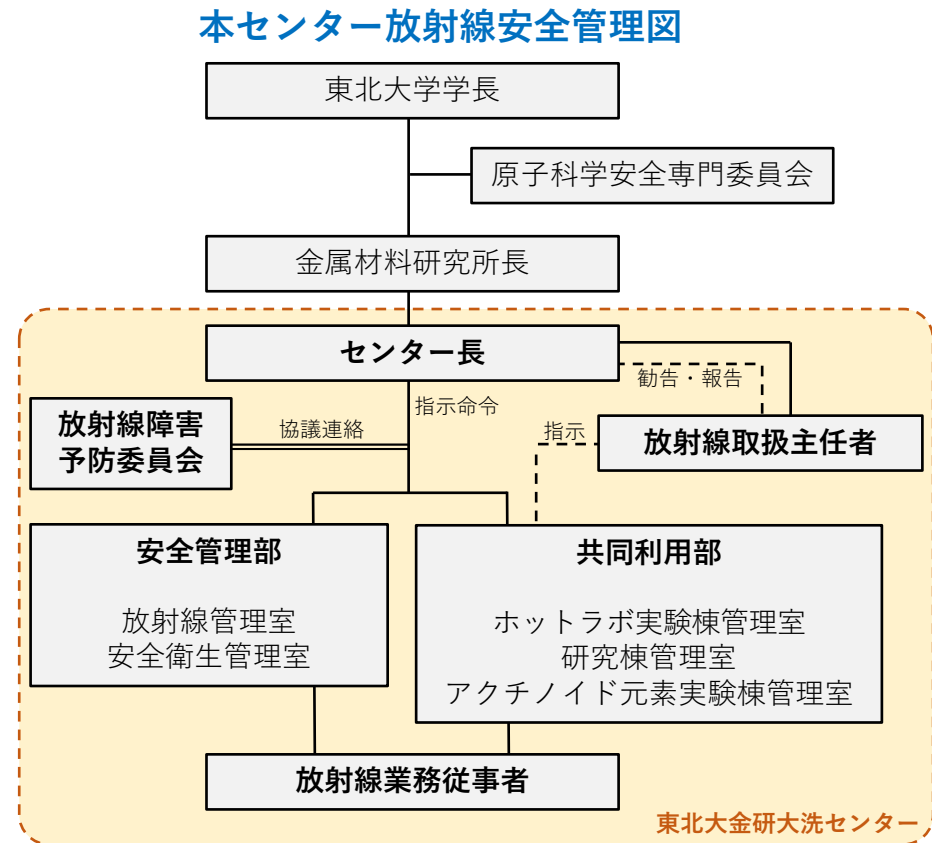 本センター放射線安全管理図
東北大学学長
原子科学安全専門委員会
金属材料研究所長
センター長
勧告・報告
指示命令
放射線障害
予防委員会
協議連絡
指示
放射線取扱主任者
安全管理部
放射線管理室
安全衛生管理室
共同利用部
ホットラボ実験棟管理室
研究棟管理室
アクチノイド元素実験棟管理室
放射線業務従事者
東北大金研大洗センター